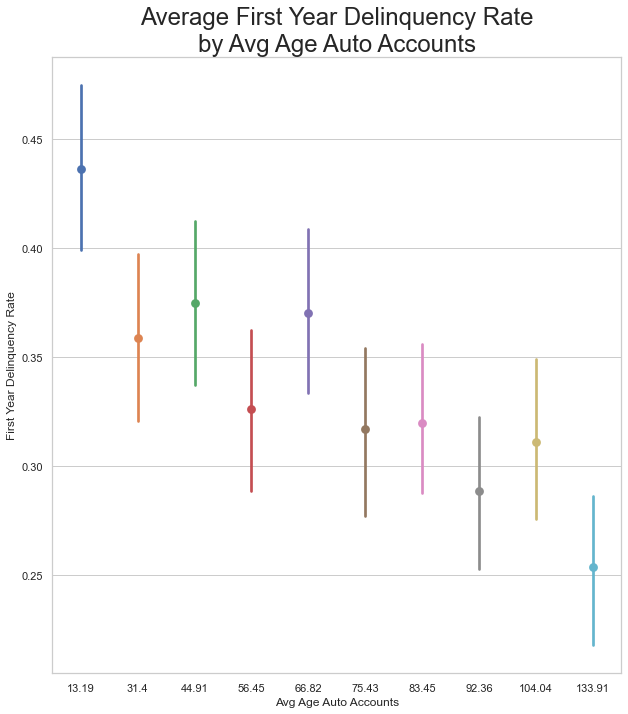 Average First Year Delinquency Rate
by Avg Age Auto Accounts
First Year Delinquency Rate
0.45
0.40
0.35
0.30
0.25
13.19 31.4 44.91 56.45 66.82 75.43 83.45 92.36 104.04 133.91
Avg Age Auto Accounts